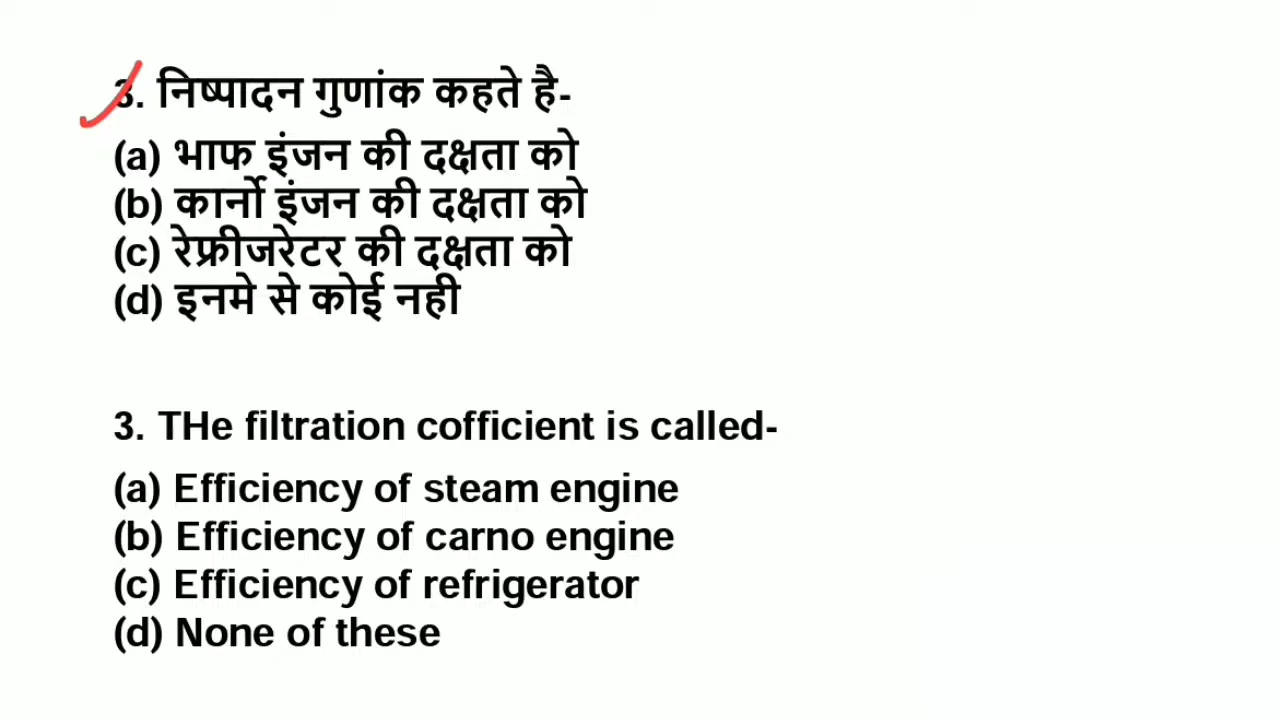 3. निष्पादन गुणांक कहते है-
(a) भाफ इंजन की दक्षता को
(b) कार्नो इंजन की दक्षता को
(c) रेफ्रीजरेटर की दक्षता को
(d) इनमे से कोई नही
3. THe filtration cofficient is called-
(a) Efficiency of steam engine
(b) Efficiency of carno engine
(c) Efficiency of refrigerator
(d) None of these